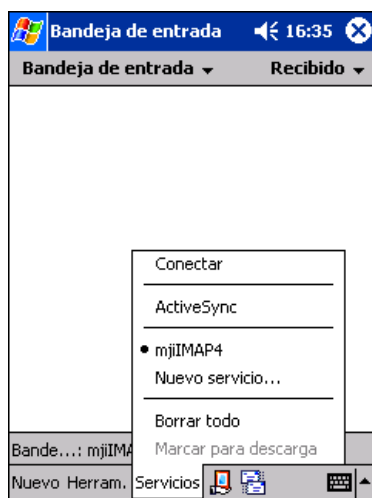 Bandeja de entrada 16:35
Bandeja de entrada Recibido
Conectar
ActiveSync
mjiIMAP4
Nuevo servicio...
Borrar todo
Marcar para descarga
Bande...: mjiIMA
Nuevo Herram. Servicios